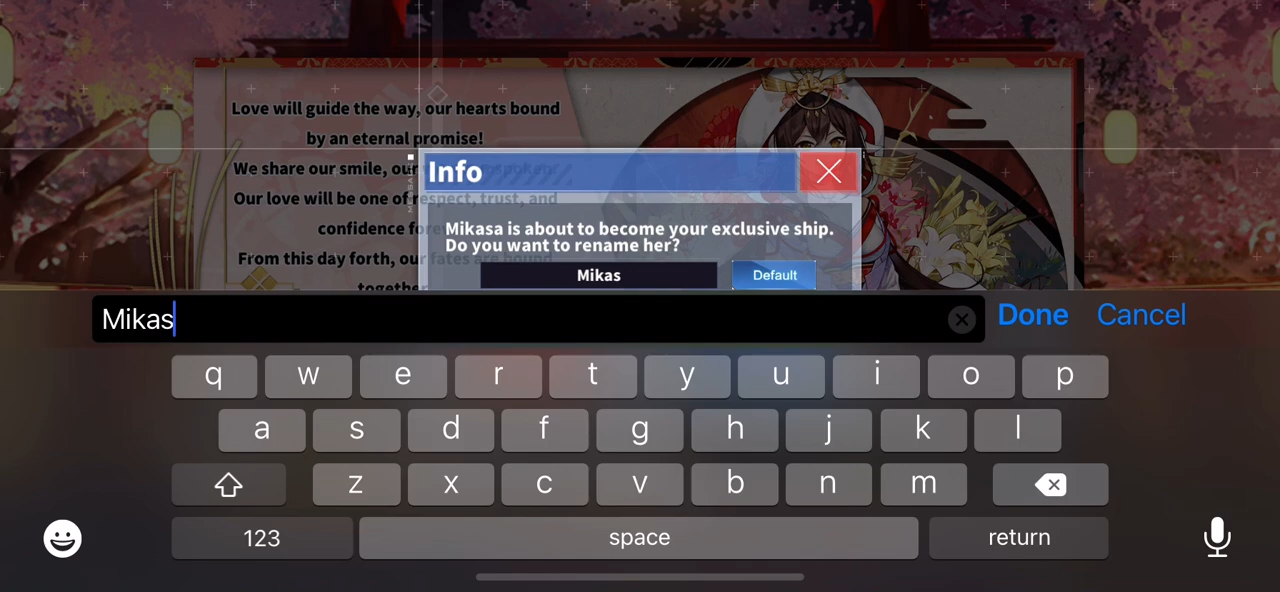 Love will guide the way, our hearts bound
by an eternal promise!
We share our smile, our
Our love will be one of respect, trust, and
confidence
From this day forth, our fates are bound
together
Info
Mikasa is about to become your exclusive ship.
Do you want to rename her?
Mikas
Default
Mikas
Done
Cancel
q w e r t y u i o p
a s d f g h j k l
z x c v b n m
123
space
return